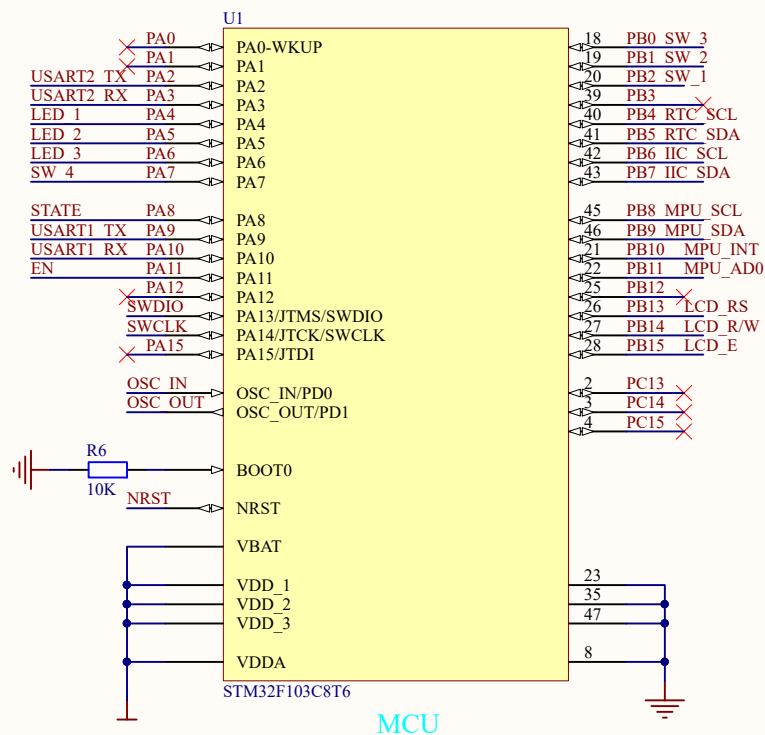 U1
PA0 PA0-WKUP 18 PB0 SW_3
PA1 PA1 19 PB1 SW_2
USART2_TX PA2 PA2 20 PB2 SW_1
USART2_RX PA3 PA3 39 PB3
LED_1 PA4 PA4 40 PB4 RTC_SCL
LED_2 PA5 PA5 41 PB5 RTC_SDA
LED_3 PA6 PA6 42 PB6 IIC_SCL
SW_4 PA7 PA7 43 PB7 IIC_SDA
STATE PA8 PA8 45 PB8 MPU_SCL
USART1_TX PA9 PA9 46 PB9 MPU_SDA
USART1_RX PA10 PA10 21 PB10 MPU_INT
EN PA11 PA11 22 PB11 MPU_AD0
PA12 PA12 25 PB12
SWDIO PA13/JTMS/SWDIO 26 PB13 LCD_RS
SWCLK PA14/JTCK/SWCLK 27 PB14 LCD_R/W
PA15 PA15/JTDI 28 PB15 LCD_E
OSC_IN OSC_IN/PD0 2 PC13
OSC_OUT OSC_OUT/PD1 3 PC14
4 PC15
R6
BOOT0
10K
NRST NRST
VBAT
VDD_1 23
VDD_2 35
VDD_3 47
VDDA 8
STM32F103C8T6
MCU